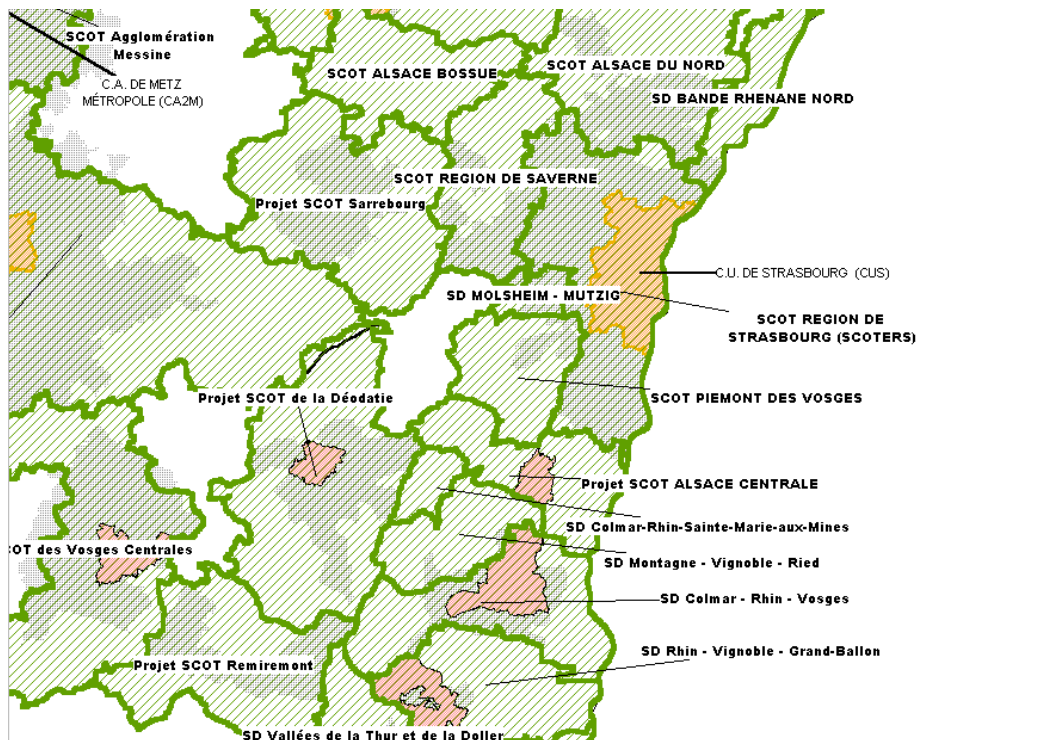 SCOT Agglomération
Messine
C.A. DE METZ
MÉTROPOLE (CA2M)
SCOT ALSACE BOSSUE
SCOT ALSACE DU NORD
SD BANDE RHENANE NORD
SCOT REGION DE SAVERNE
Projet SCOT Sarrebourg
C.U. DE STRASBOURG (CUS)
SD MOLSHEIM - MUTZIG
SCOT REGION DE
STRASBOURG (SCOTERS)
Projet SCOT de la Déodatie
SCOT PIEMONT DES VOSGES
Projet SCOT ALSACE CENTRALE
SD Colmar-Rhin-Sainte-Marie-aux-Mines
COT des Vosges Centrales
SD Montagne - Vignoble - Ried
SD Colmar - Rhin - Vosges
SD Rhin - Vignoble - Grand-Ballon
Projet SCOT Remiremont
SD Vallées de la Thur et de la Doller